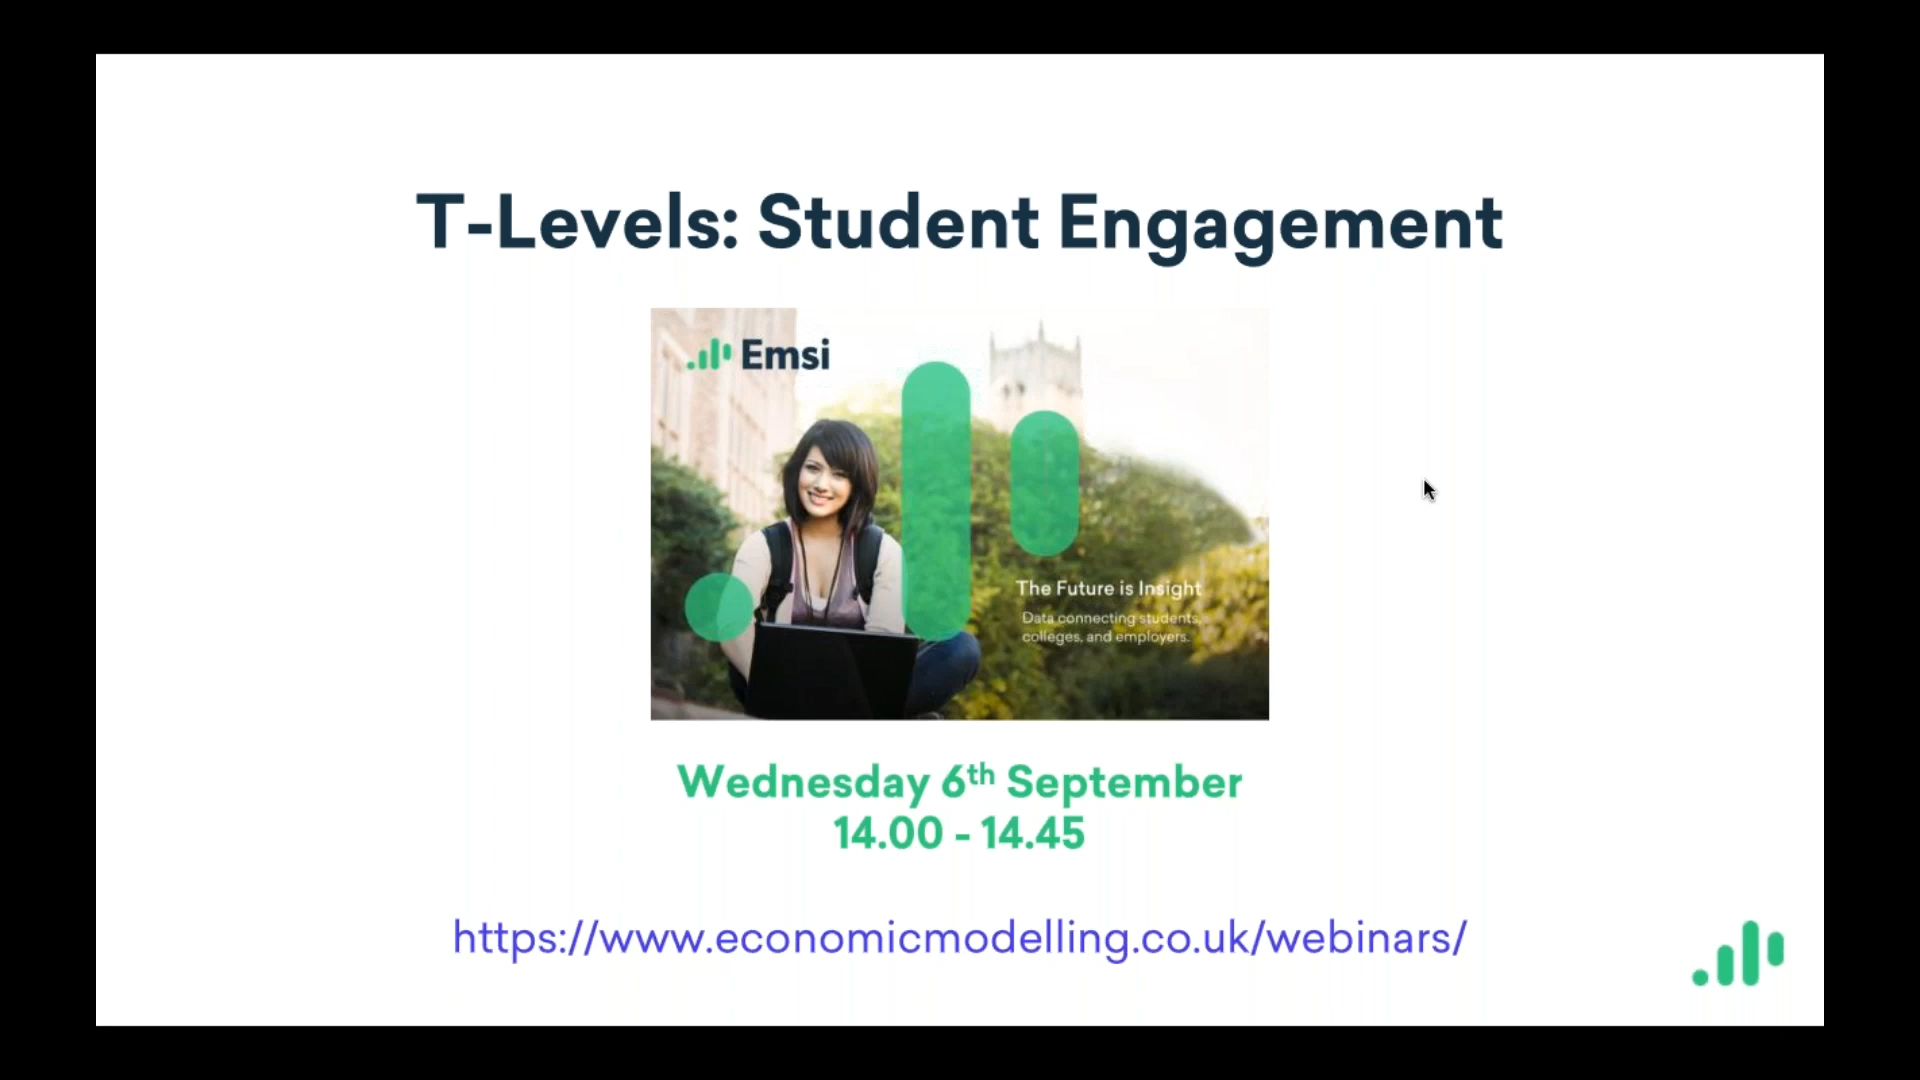 T-Levels: Student Engagement
Emsi
The Future is Insight
Data connecting students,
colleges, and employers.
Wednesday 6th September
14.00 - 14.45
https://www.economicmodelling.co.uk/webinars/